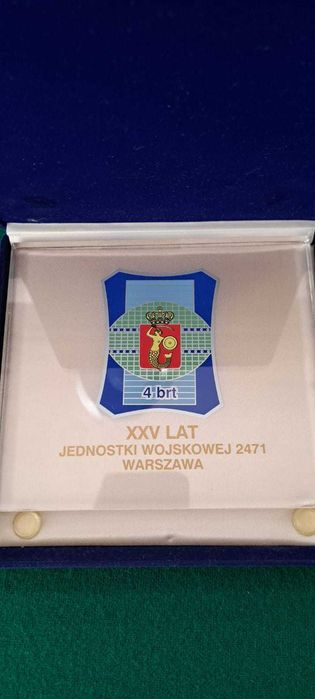 4 brt
XXV LAT
JEDNOSTKI WOJSKOWEJ 2471
WARSZAWA